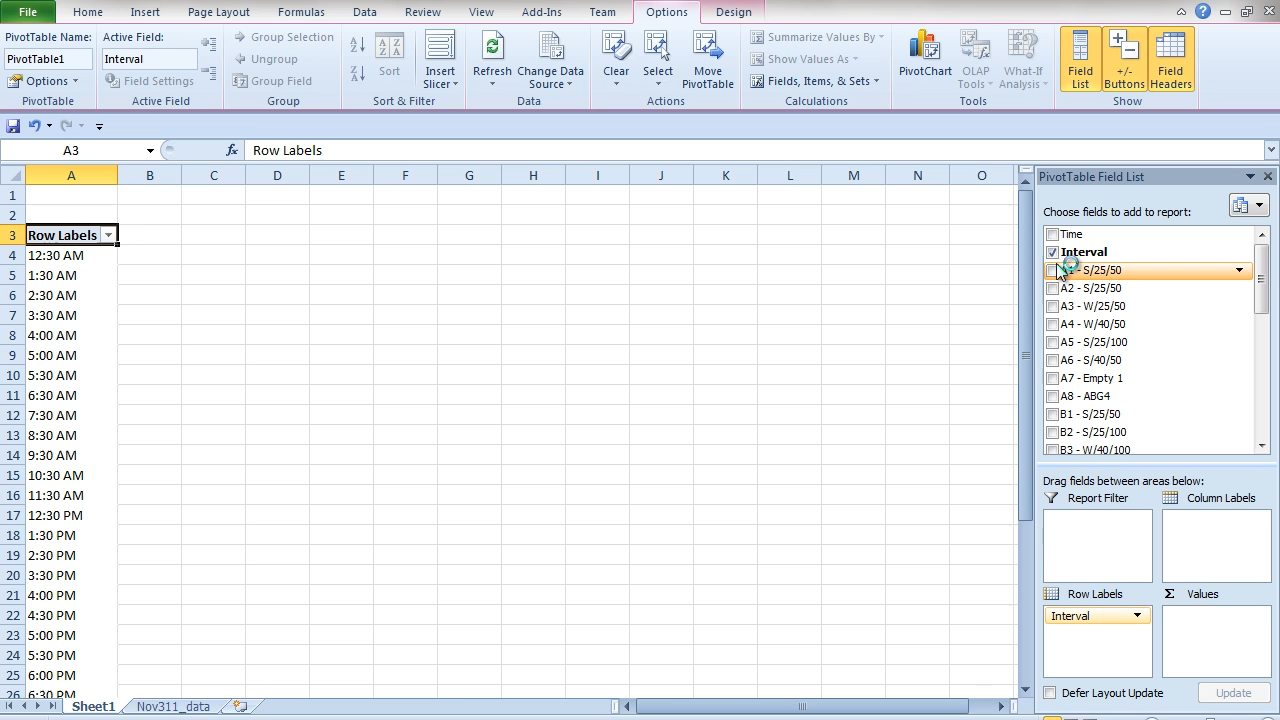 File Home Insert Page Layout Formulas Data Review View Add-Ins Team Options Design
PivotTable Name: Active Field: Group Selection Summarize Values By
PivotTable1 Interval Ungroup Show Values As
Options Field Settings Group Field Sort Insert Slicer Refresh Change Data Source Clear Select Move PivotTable Fields, Items, & Sets PivotChart OLAP Tools What-If Analysis Field List +/- Buttons Field Headers
PivotTable Active Field Group Sort & Filter Data Actions Calculations Tools Show
A3 fx Row Labels
A B C D E F G H I J K L M N O
1
2
3 Row Labels
4 12:30 AM
5 1:30 AM
6 2:30 AM
7 3:30 AM
8 4:00 AM
9 5:00 AM
10 5:30 AM
11 6:30 AM
12 7:30 AM
13 8:30 AM
14 9:30 AM
15 10:30 AM
16 11:30 AM
17 12:30 PM
18 1:30 PM
19 2:30 PM
20 3:30 PM
21 4:00 PM
22 4:30 PM
23 5:00 PM
24 5:30 PM
25 6:00 PM
26 6:30 PM
Sheet1 Nov311_data
PivotTable Field List
Choose fields to add to report:
Time
Interval
- S/25/50
A2 - S/25/50
A3 - W/25/50
A4 - W/40/50
A5 - S/25/100
A6 - S/40/50
A7 - Empty 1
A8 - ABG4
B1 - S/25/50
B2 - S/25/100
B3 - W/40/100
Drag fields between areas below:
Report Filter Column Labels
Row Labels Σ Values
Interval
Defer Layout Update Update